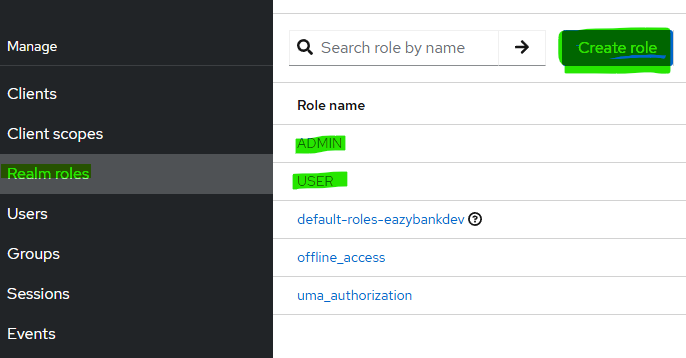 Manage
Clients
Client scopes
Realm roles
Users
Groups
Sessions
Events
Search role by name
Create role
Role name
ADMIN
USER
default-roles-eazybankdev
offline_access
uma_authorization